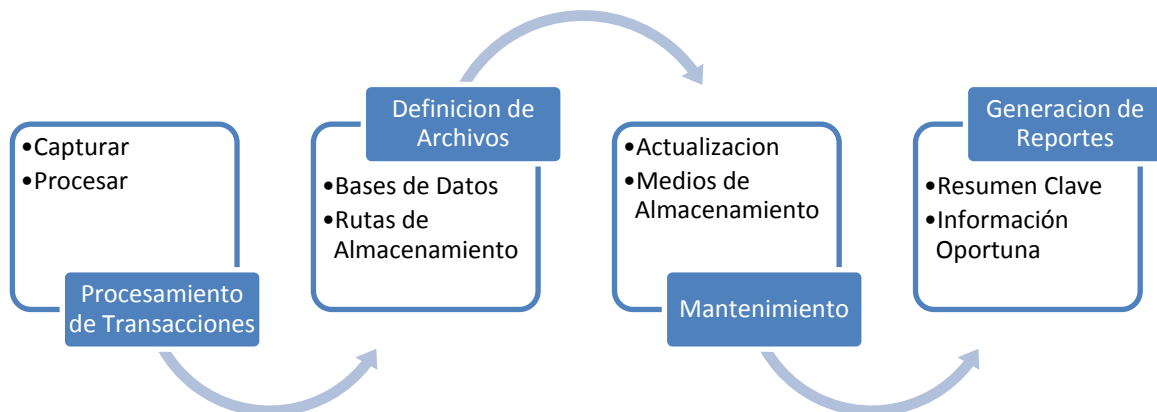 •Capturar
•Procesar
Procesamiento
de Transacciones
Definicion de
Archivos
•Bases de Datos
•Rutas de
Almacenamiento
•Actualizacion
•Medios de
Almacenamiento
Mantenimiento
Generacion de
Reportes
•Resumen Clave
•Información
Oportuna